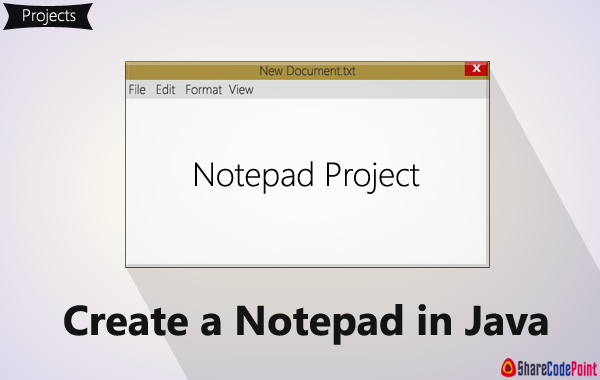 Projects
New Document.txt
X
File Edit Format View
Notepad Project
Create a Notepad in Java
ShareCodePoint